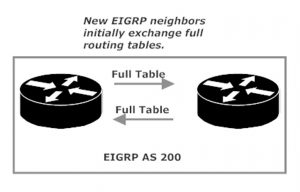 New EIGRP neighbors
initially exchange full
routing tables.
Full Table
Full Table
EIGRP AS 200